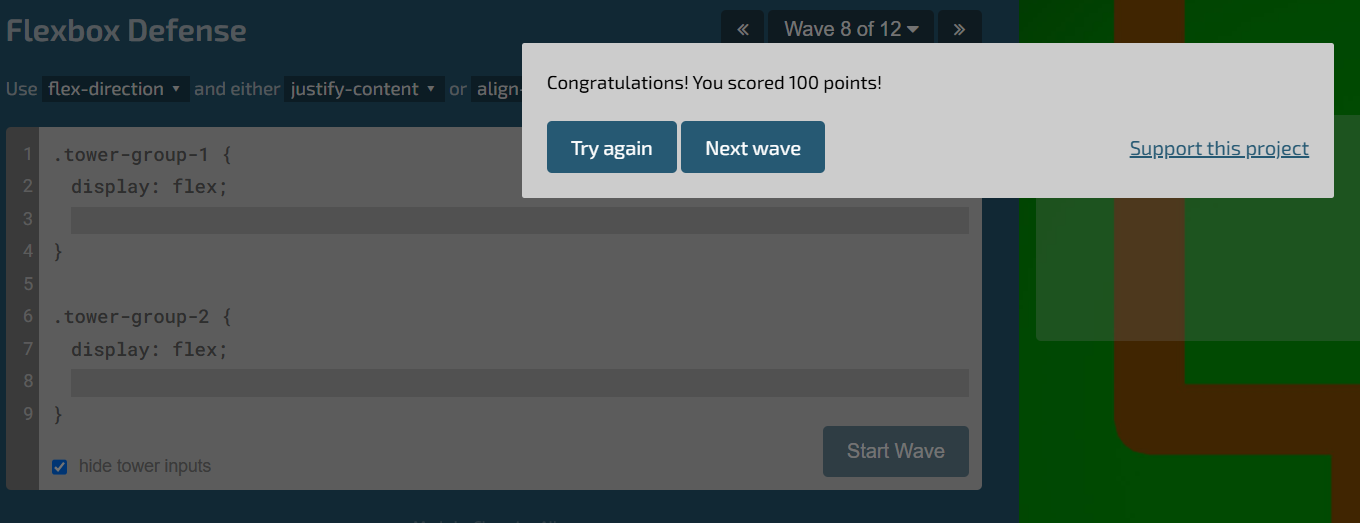 Flexbox Defense
« Wave 8 of 12 »
Congratulations! You scored 100 points!
Use flex-direction and either justify-content or align-
Try again Next wave Support this project
1 .tower-group-1 {
2 display: flex;
3
4 }
5
6 .tower-group-2 {
7 display: flex;
8
9 }
Start Wave
hide tower inputs